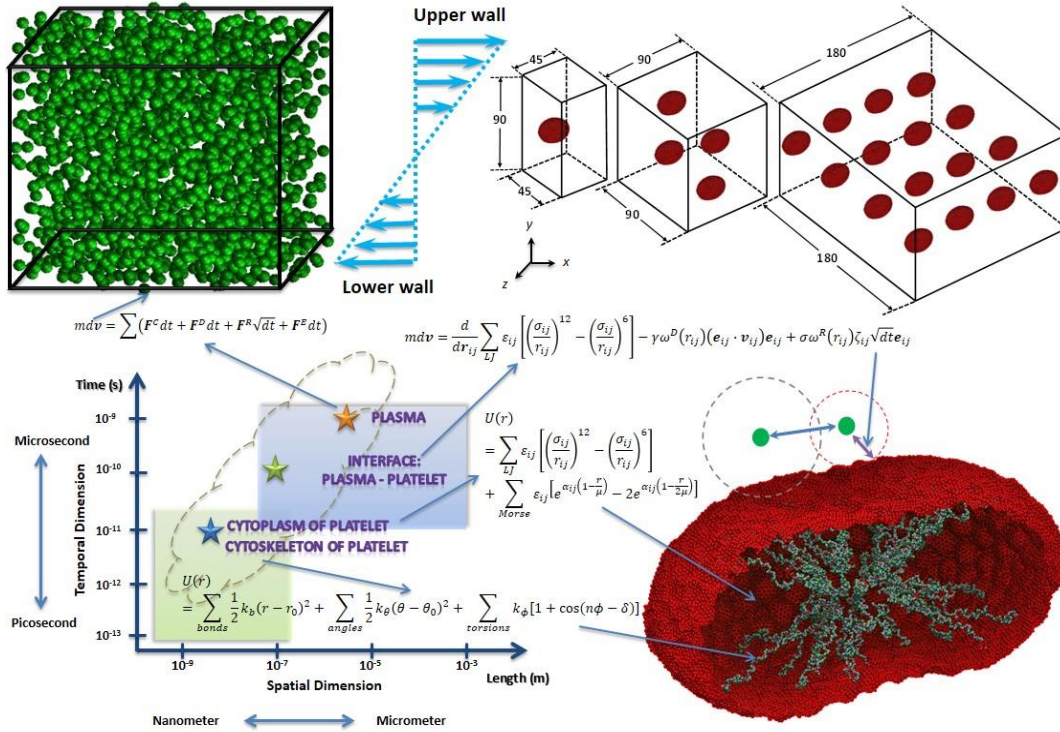 Upper wall
Lower wall
45
90
45
90
90
180
180
y
x
z
mdv = ∑(F^C dt + F^D dt + F^R √dt + F^E dt)
mdv = d/dr_ij ∑_LJ ε_ij [(σ_ij/r_ij)^12 − (σ_ij/r_ij)^6] − γω^D(r_ij)(e_ij · v_ij)e_ij + σω^R(r_ij)ζ_ij √dt e_ij
Time (s)
10^-9
10^-10
10^-11
10^-12
10^-13
Microsecond
Picosecond
Temporal Dimension
PLASMA
INTERFACE:
PLASMA - PLATELET
CYTOPLASM OF PLATELET
CYTOSKELETON OF PLATELET
U(r)
= ∑_LJ ε_ij [(σ_ij/r_ij)^12 − (σ_ij/r_ij)^6]
+ ∑_Morse ε_ij [e^(α_ij(1−r/μ)) − 2e^(α_ij(1−r/2μ))]
U(r)
= ∑_bonds 1/2 k_b(r − r_0)^2 + ∑_angles 1/2 k_θ(θ − θ_0)^2 + ∑_torsions k_ϕ[1 + cos(nϕ − δ)]
10^-9
10^-7
10^-5
10^-3
Spatial Dimension
Length (m)
Nanometer
Micrometer